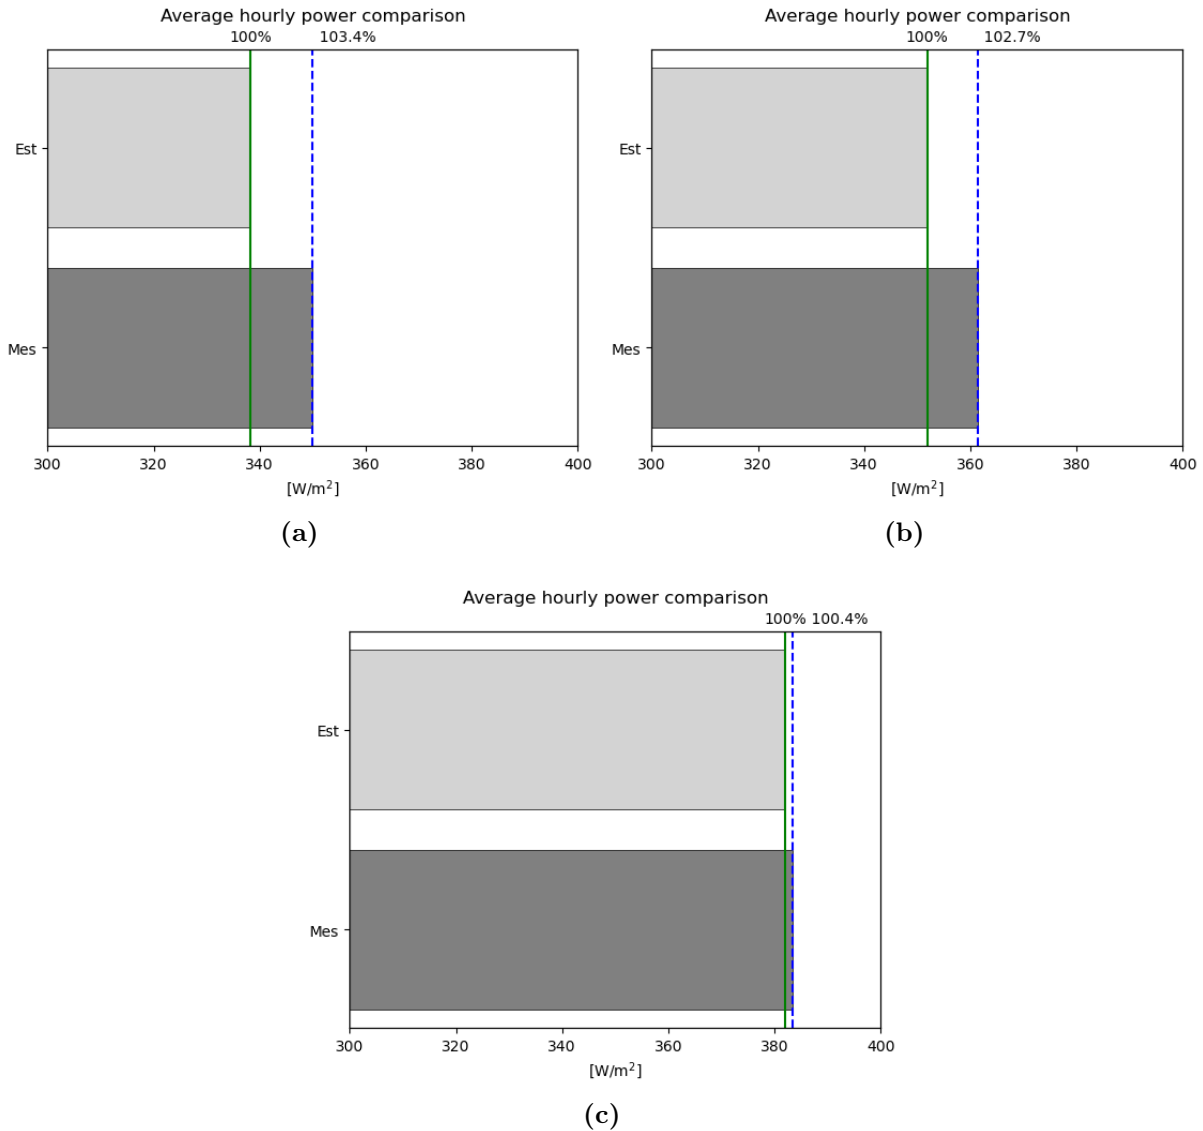 Average hourly power comparison
100% 103.4%
Est
Mes
300 320 340 360 380 400
[W/m²]
(a)
Average hourly power comparison
100% 102.7%
Est
Mes
300 320 340 360 380 400
[W/m²]
(b)
Average hourly power comparison
100% 100.4%
Est
Mes
300 320 340 360 380 400
[W/m²]
(c)